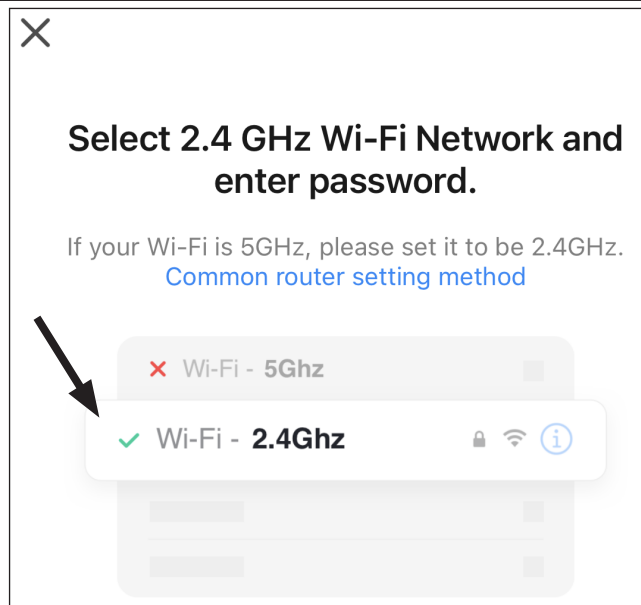 Select 2.4 GHz Wi-Fi Network and
enter password.
If your Wi-Fi is 5GHz, please set it to be 2.4GHz.
Common router setting method
Wi-Fi - 5Ghz
Wi-Fi - 2.4Ghz